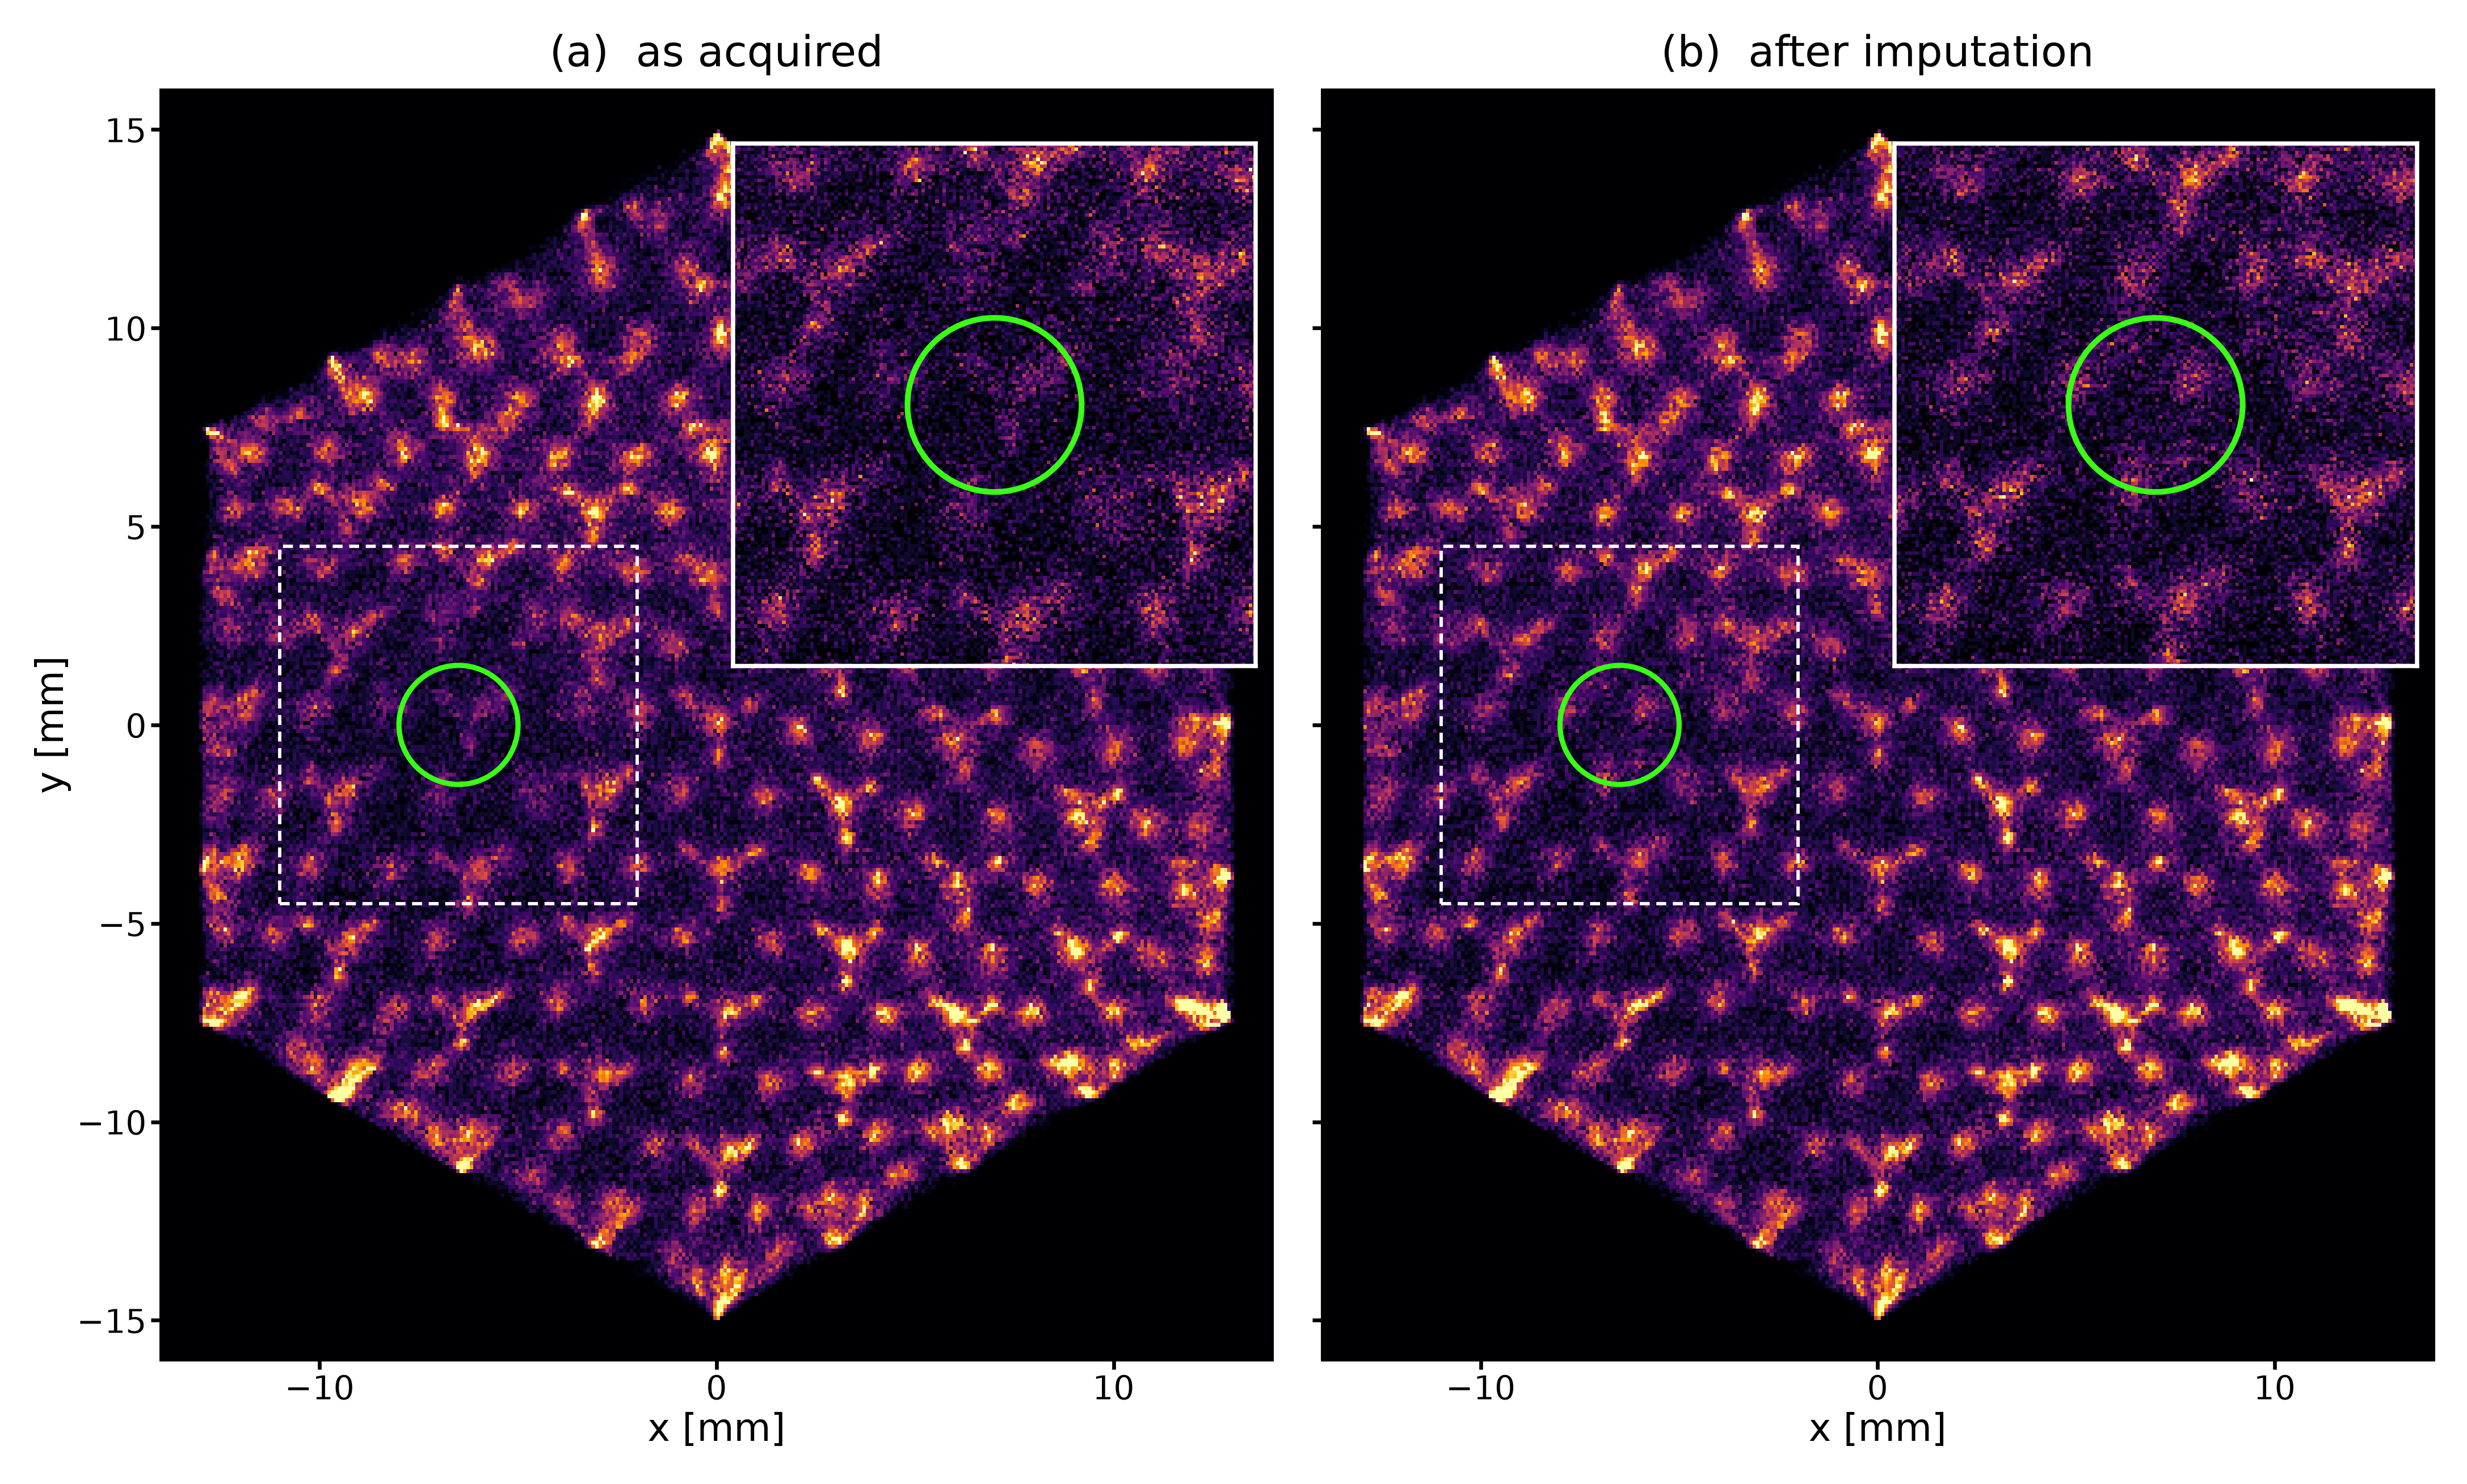 (a)  as acquired
(b)  after imputation
15
10
5
0
−5
−10
−15
y [mm]
−10 0 10
−10 0 10
x [mm]
x [mm]